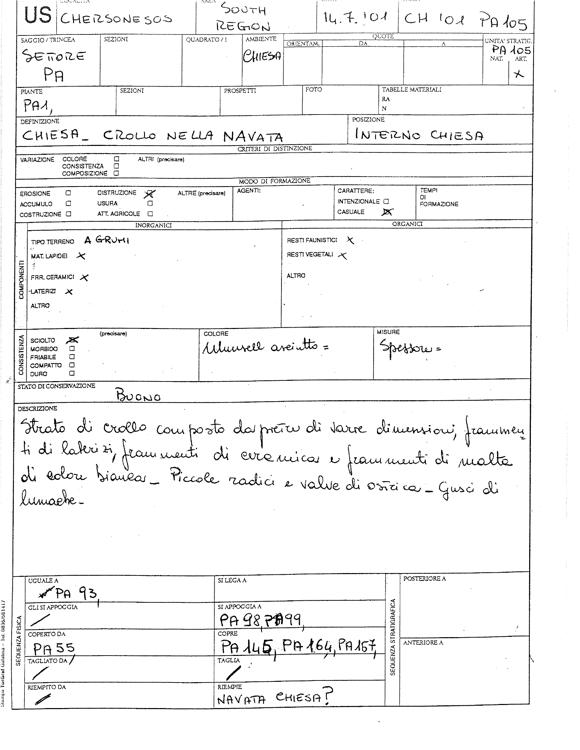 US CHERSONESOS SOUTH REGION 14.7.'01 CH '01 PA 105
SAGGIO / TRINCEA SEZIONI QUADRATO / I AMBIENTE QUOTE UNITA' STRATIG.
SETTORE PA CHIESA ORIENTAM. DA A PA 105
NAT. ART.
X
PIANTE SEZIONI PROSPETTI FOTO TABELLE MATERIALI
PA1, RA
N
DEFINIZIONE POSIZIONE
CHIESA_ CROLLO NELLA NAVATA INTERNO CHIESA
CRITERI DI DISTINZIONE
VARIAZIONE COLORE ALTRI (precisare)
CONSISTENZA
COMPOSIZIONE
MODO DI FORMAZIONE
EROSIONE DISTRUZIONE X ALTRE (precisare) AGENTI: CARATTERE: TEMPI
ACCUMULO USURA INTENZIONALE DI
COSTRUZIONE ATT. AGRICOLE CASUALE X FORMAZIONE
INORGANICI ORGANICI
COMPONENTI
TIPO TERRENO AGRUMI RESTI FAUNISTICI X
MAT. LAPIDEI X RESTI VEGETALI X
FRR. CERAMICI X ALTRO
LATERIZI X
ALTRO
CONSISTENZA
SCIOLTO X (precisare) COLORE MISURE
MORBIDO Munsell asciutto = Spessore =
FRIABILE
COMPATTO
DURO
STATO DI CONSERVAZIONE
BUONO
DESCRIZIONE
Strato di crollo composto da pietre di varie dimensioni, frammen-
ti di laterizi, frammenti di ceramica e frammenti di malta
di colore bianca_ Piccole radici e valve di ostrica_ Gusci di
lumache_
SEQUENZA FISICA
UGUALE A SI LEGA A SEQUENZA STRATIGRAFICA POSTERIORE A
PA 93,
GLI SI APPOGGIA SI APPOGGIA A
/ PA 98, PA 99,
COPERTO DA COPRE ANTERIORE A
PA 55 PA 145, PA 164, PA 167,
TAGLIATO DA TAGLIA
/ /
RIEMPITO DA RIEMPIE
/ NAVATA CHIESA?